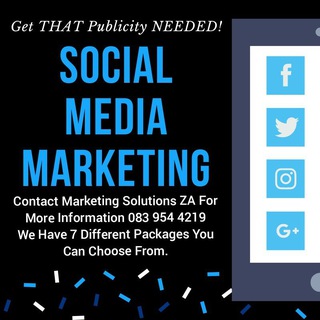 Get THAT Publicity NEEDED!
SOCIAL
MEDIA
MARKETING
Contact Marketing Solutions ZA For
More Information 083 954 4219
We Have 7 Different Packages You
Can Choose From.
f
G+